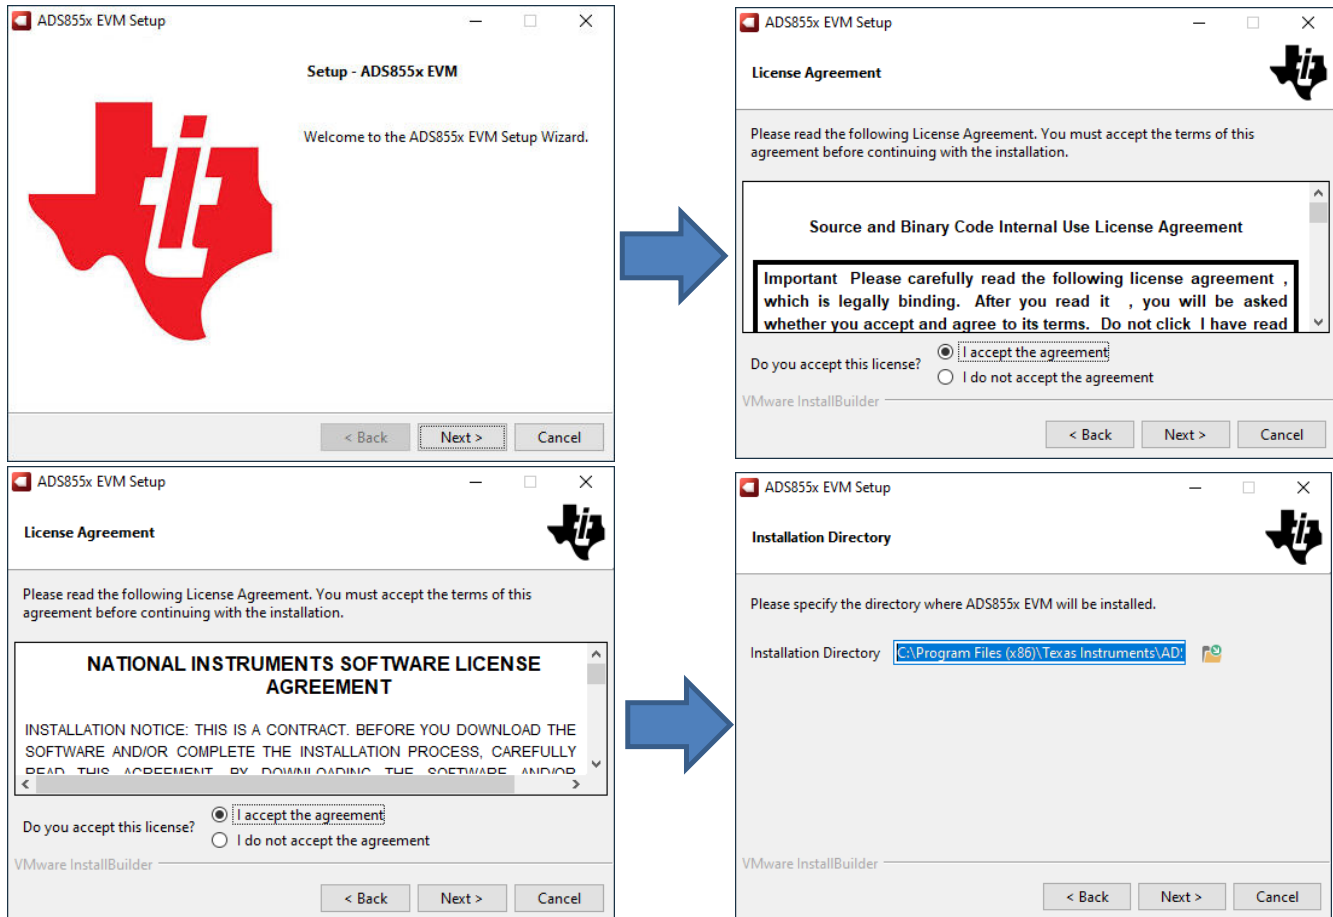 ADS855x EVM Setup
Setup - ADS855x EVM
Welcome to the ADS855x EVM Setup Wizard.
< Back
Next >
Cancel
ADS855x EVM Setup
License Agreement
Please read the following License Agreement. You must accept the terms of this
agreement before continuing with the installation.
Source and Binary Code Internal Use License Agreement
Important  Please carefully read the following license agreement ,
which is legally binding.  After you read it  , you will be asked
whether you accept and agree to its terms.  Do not click  I have read
Do you accept this license?
I accept the agreement
I do not accept the agreement
VMware InstallBuilder
< Back
Next >
Cancel
ADS855x EVM Setup
License Agreement
Please read the following License Agreement. You must accept the terms of this
agreement before continuing with the installation.
NATIONAL INSTRUMENTS SOFTWARE LICENSE
AGREEMENT
INSTALLATION NOTICE: THIS IS A CONTRACT. BEFORE YOU DOWNLOAD THE
SOFTWARE AND/OR COMPLETE THE INSTALLATION PROCESS, CAREFULLY
READ THIS AGREEMENT. BY DOWNLOADING THE SOFTWARE AND/OR
Do you accept this license?
I accept the agreement
I do not accept the agreement
VMware InstallBuilder
< Back
Next >
Cancel
ADS855x EVM Setup
Installation Directory
Please specify the directory where ADS855x EVM will be installed.
Installation Directory
C:\Program Files (x86)\Texas Instruments\AD
VMware InstallBuilder
< Back
Next >
Cancel